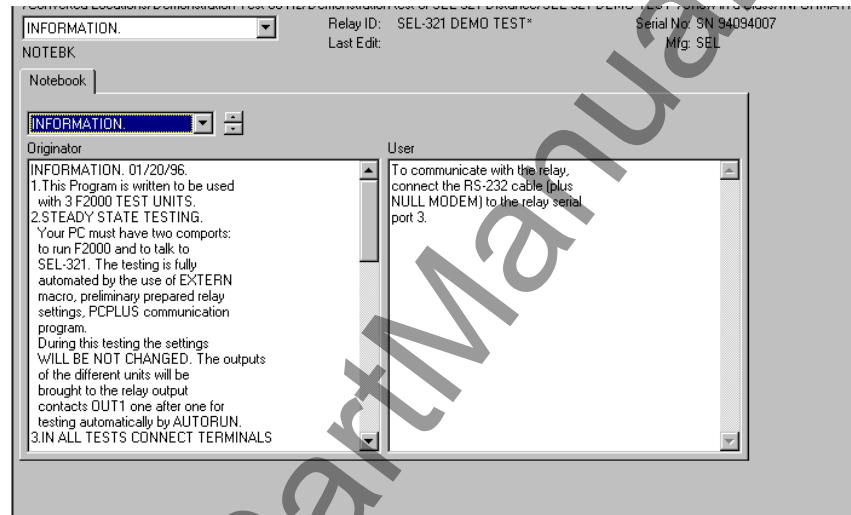 INFORMATION.
Relay ID: SEL-321 DEMO TEST*
Serial No: SN 94094007
NOTEBK
Last Edit:
Mfg: SEL
Notebook
INFORMATION.
Originator
INFORMATION. 01/20/96.
1.This Program is written to be used
with 3 F2000 TEST UNITS.
2.STEADY STATE TESTING.
Your PC must have two comports:
to run F2000 and to talk to
SEL-321. The testing is fully
automated by the use of EXTERN
macro, preliminary prepared relay
settings, PCPLUS communication
program.
During this testing the settings
WILL BE NOT CHANGED. The outputs
of the different units will be
brought to the relay output
contacts OUT1 one after one for
testing automatically by AUTORUN.
3.IN ALL TESTS CONNECT TERMINALS
User
To communicate with the relay,
connect the RS-232 cable (plus
NULL MODEM) to the relay serial
port 3.